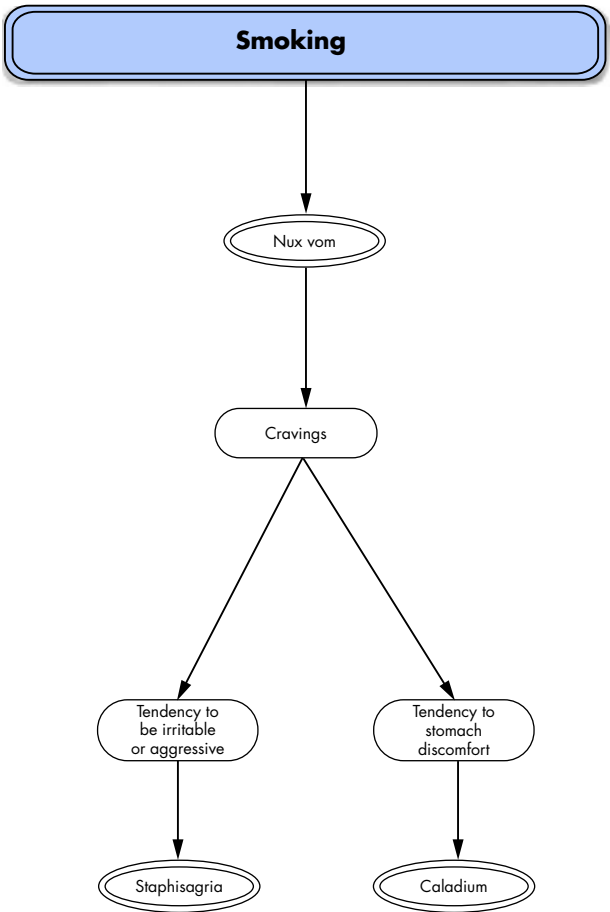 Smoking
Nux vom
Cravings
Tendency to
be irritable
or aggressive
Tendency to
stomach
discomfort
Staphisagria
Caladium